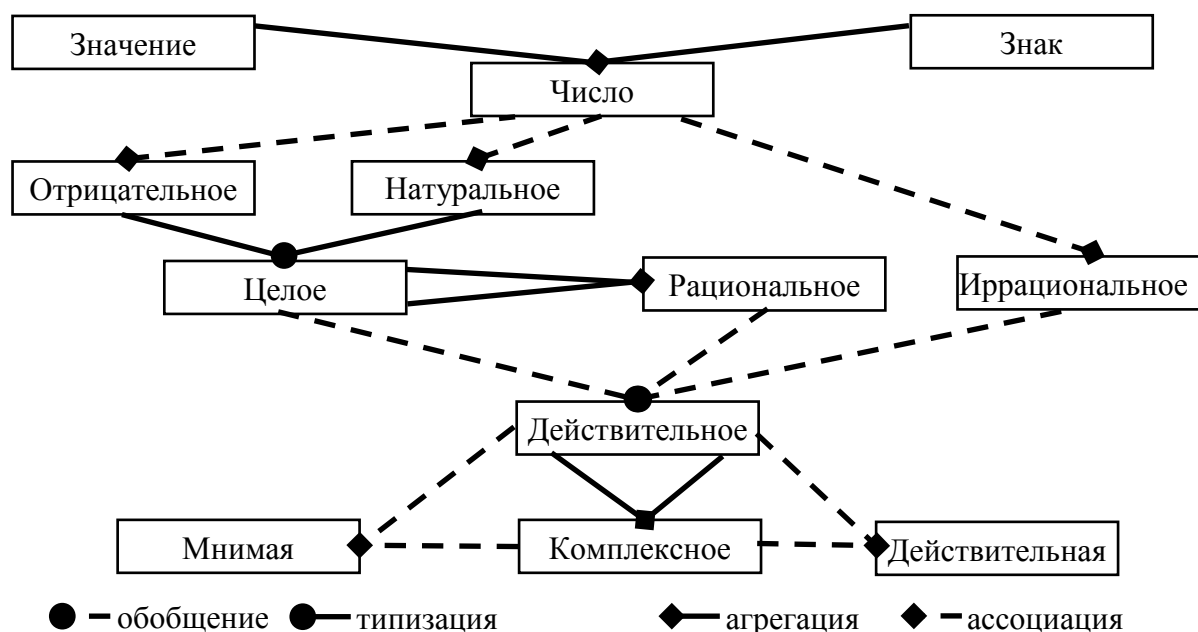 Значение
Знак
Число
Отрицательное
Натуральное
Целое
Рациональное
Иррациональное
Действительное
Мнимая
Комплексное
Действительная
обобщение
типизация
агрегация
ассоциация